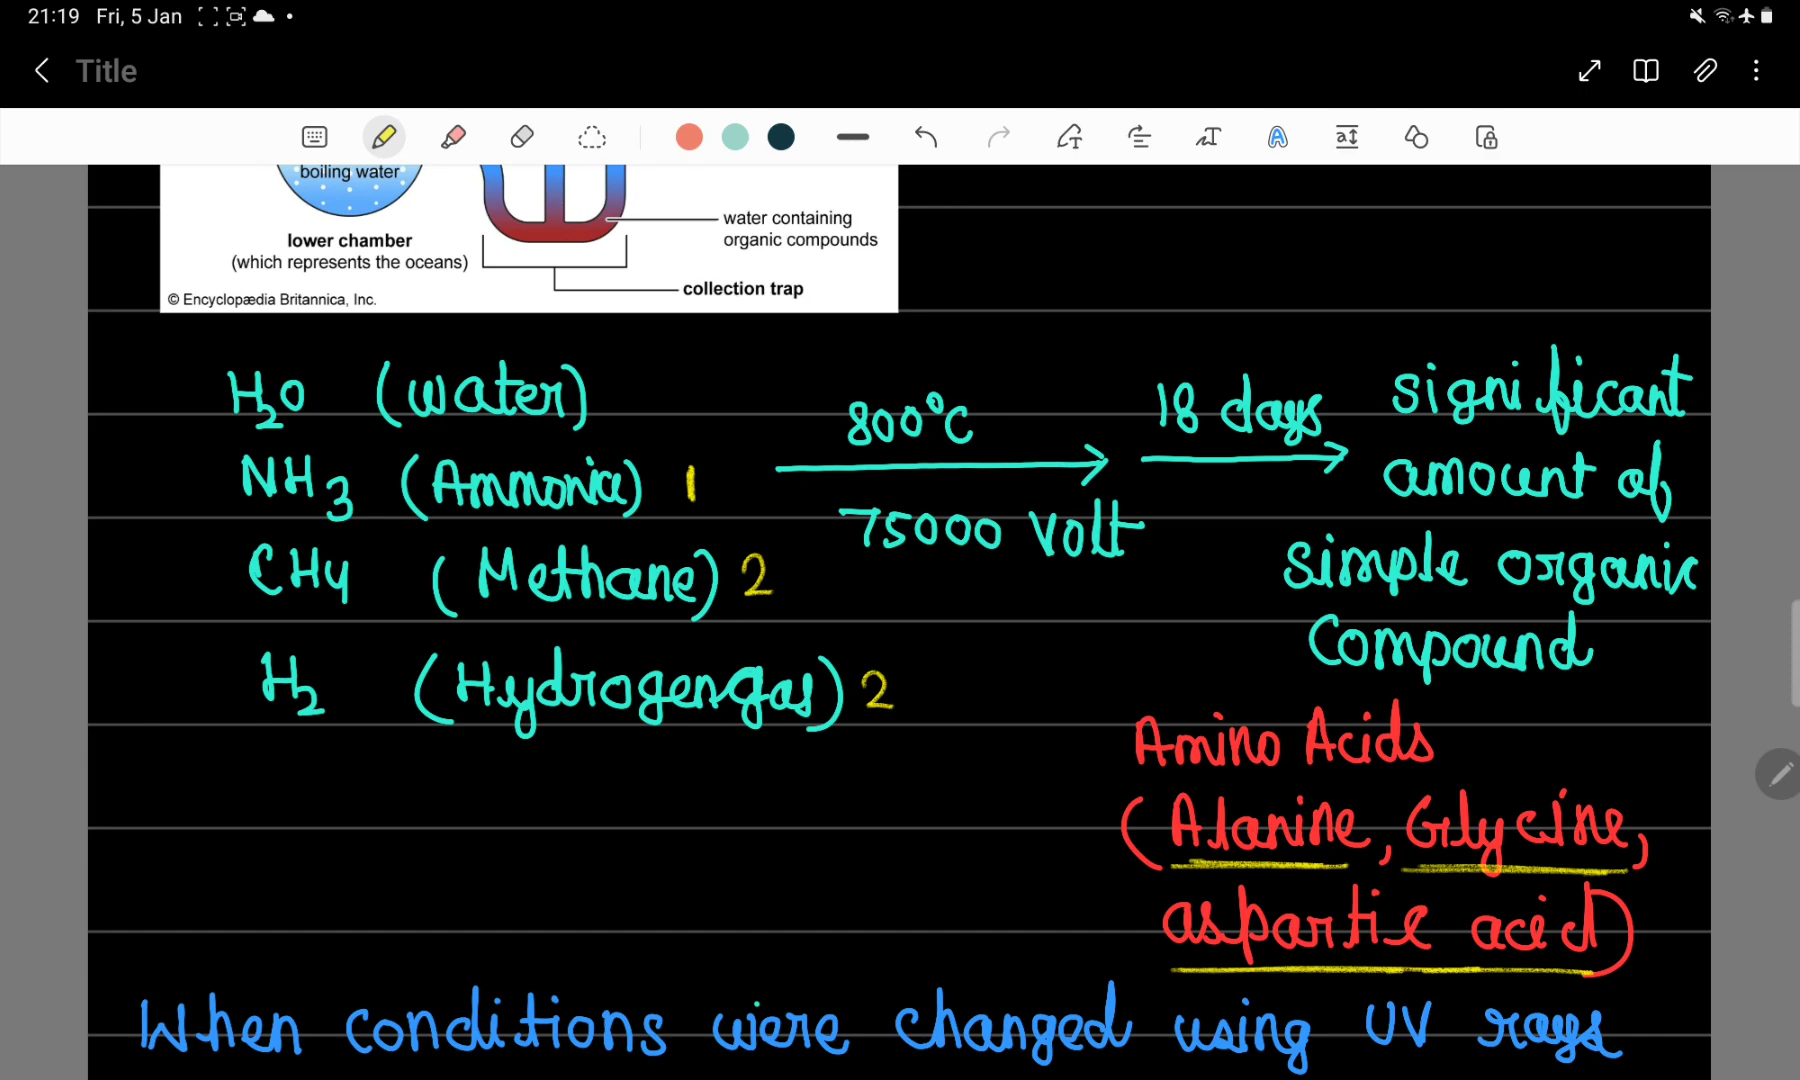 21:19 Fri, 5 Jan
Title
boiling water
lower chamber
(which represents the oceans)
water containing
organic compounds
collection trap
© Encyclopædia Britannica, Inc.
H2O (water)
NH3 (Ammonia) 1
CH4 (Methane) 2
H2 (Hydrogengas) 2
800°C
75000 volt
18 days
significant
amount of
simple organic
Compound
Amino Acids
(Alanine, Glycine,
aspartic acid)
When conditions were changed using UV rays